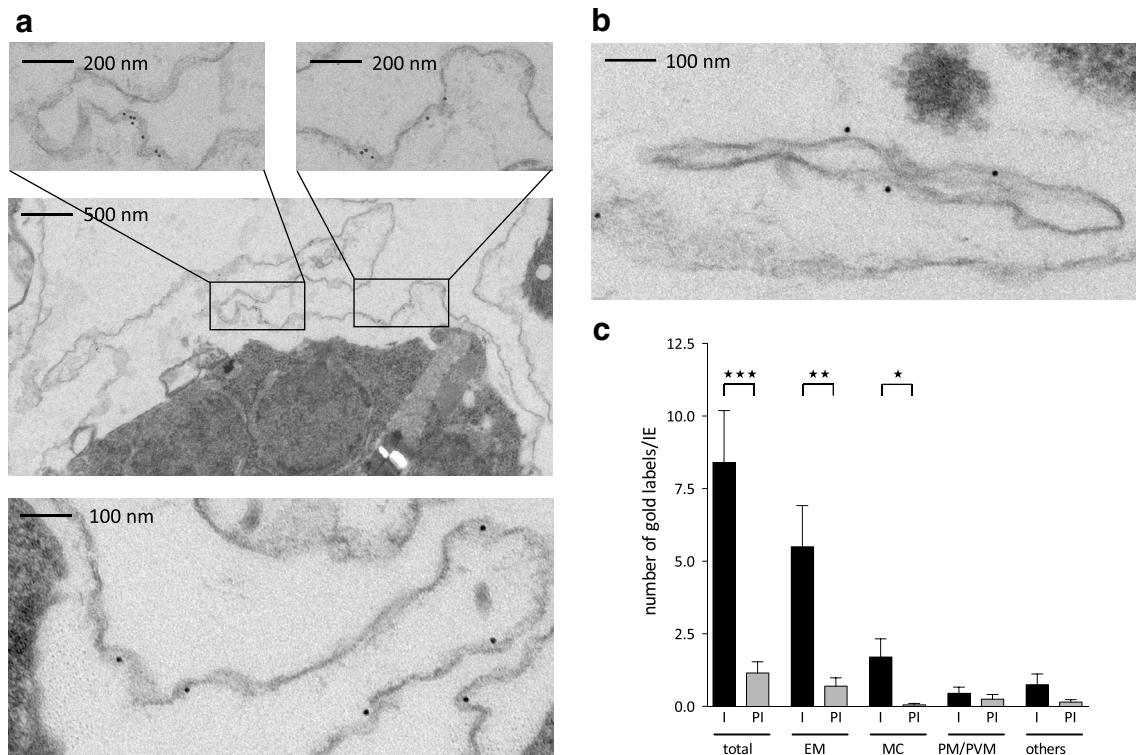 a
200 nm
200 nm
500 nm
100 nm
b
100 nm
c
number of gold labels/IE
12.5
10.0
7.5
5.0
2.5
0.0
★★★
★★
★
I PI I PI I PI I PI I PI
total EM MC PM/PVM others